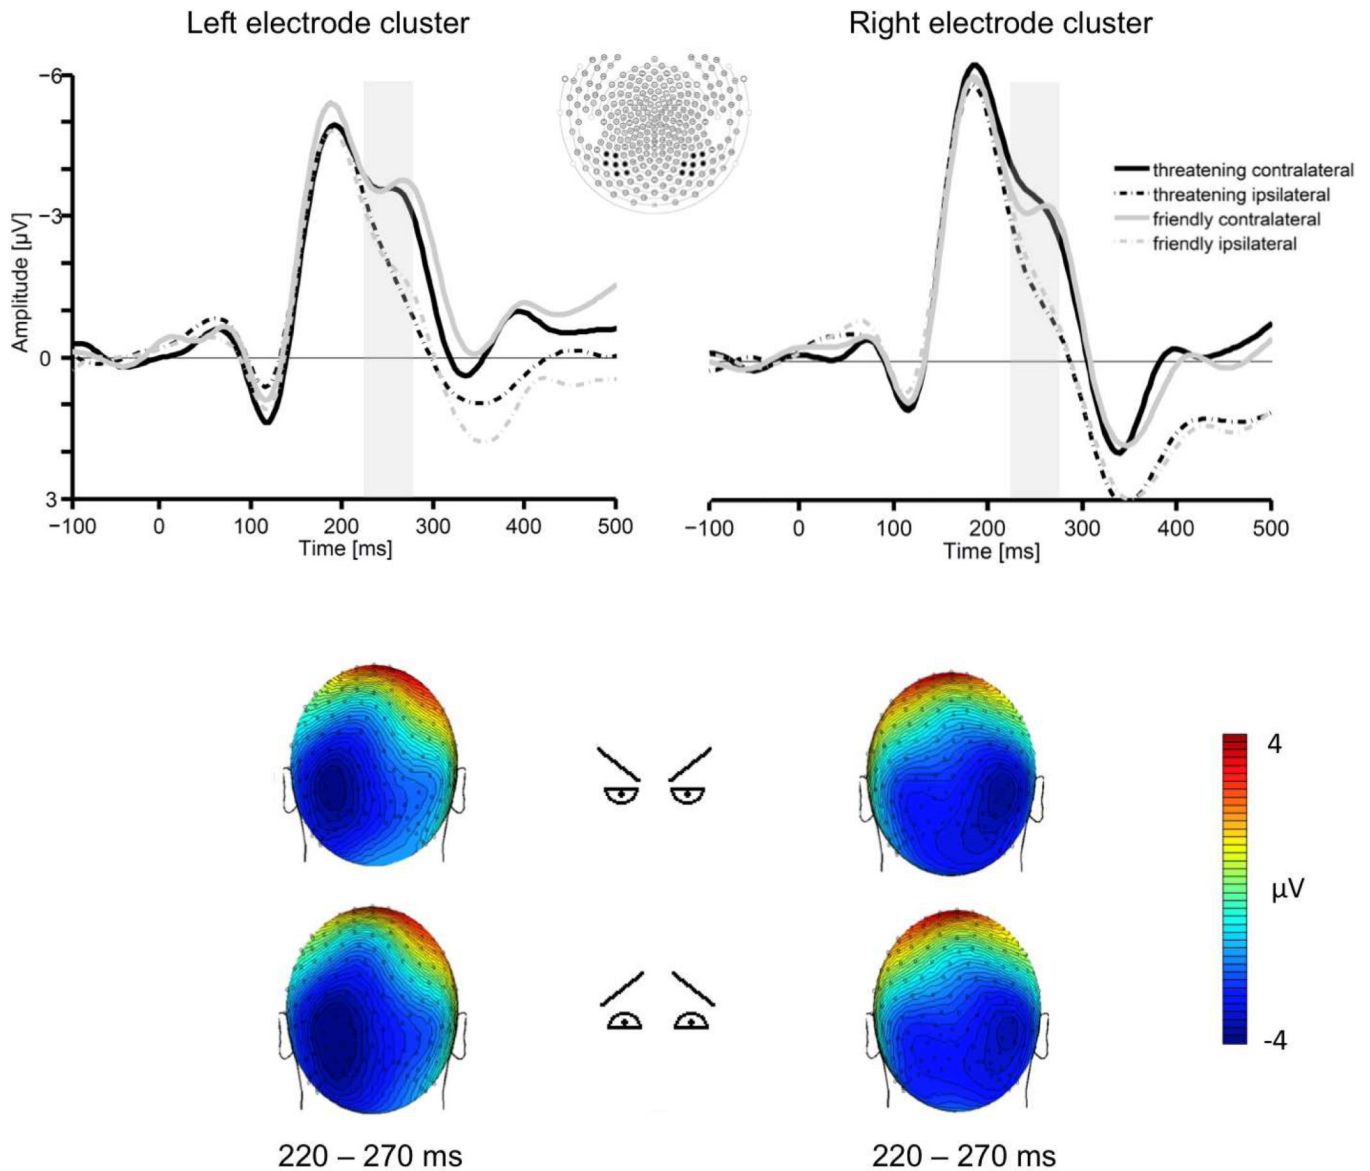 Left electrode cluster
Right electrode cluster
−6
−3
0
3
Amplitude [µV]
−100 0 100 200 300 400 500
Time [ms]
threatening contralateral
threatening ipsilateral
friendly contralateral
friendly ipsilateral
−100 0 100 200 300 400 500
Time [ms]
4
µV
-4
220 – 270 ms
220 – 270 ms